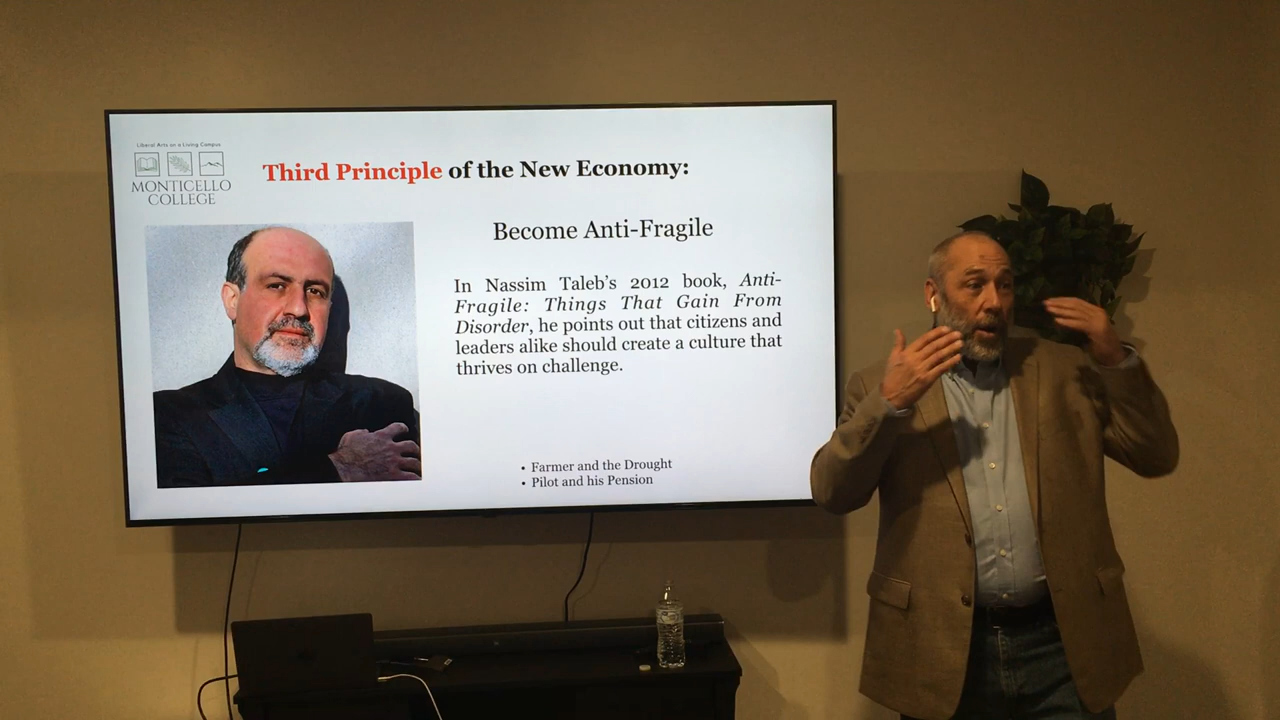 Liberal Arts on a Living Campus
MONTICELLO
COLLEGE
Third Principle of the New Economy:
Become Anti-Fragile
In Nassim Taleb's 2012 book, Anti-
Fragile: Things That Gain From
Disorder, he points out that citizens and
leaders alike should create a culture that
thrives on challenge.
• Farmer and the Drought
• Pilot and his Pension